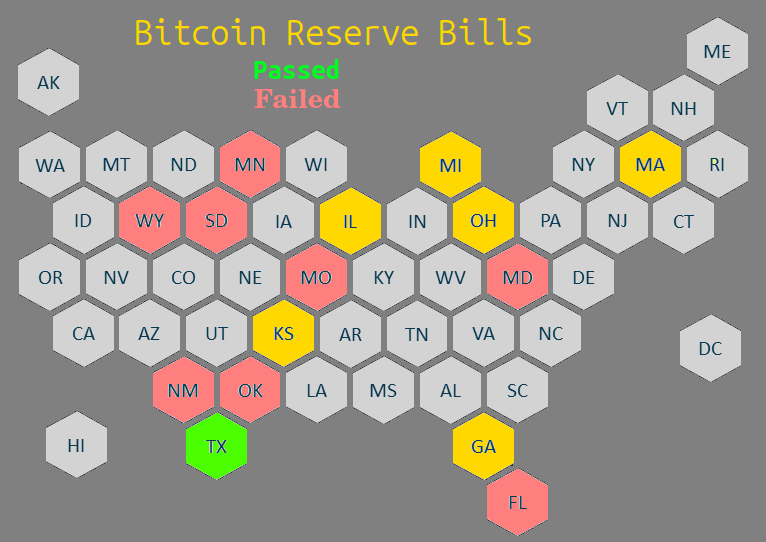 Bitcoin Reserve Bills
Passed
Failed
ME
AK
VT NH
WA MT ND MN WI MI NY MA RI
ID WY SD IA IL IN OH PA NJ CT
OR NV CO NE MO KY WV MD DE
CA AZ UT KS AR TN VA NC
DC
NM OK LA MS AL SC
HI TX GA
FL